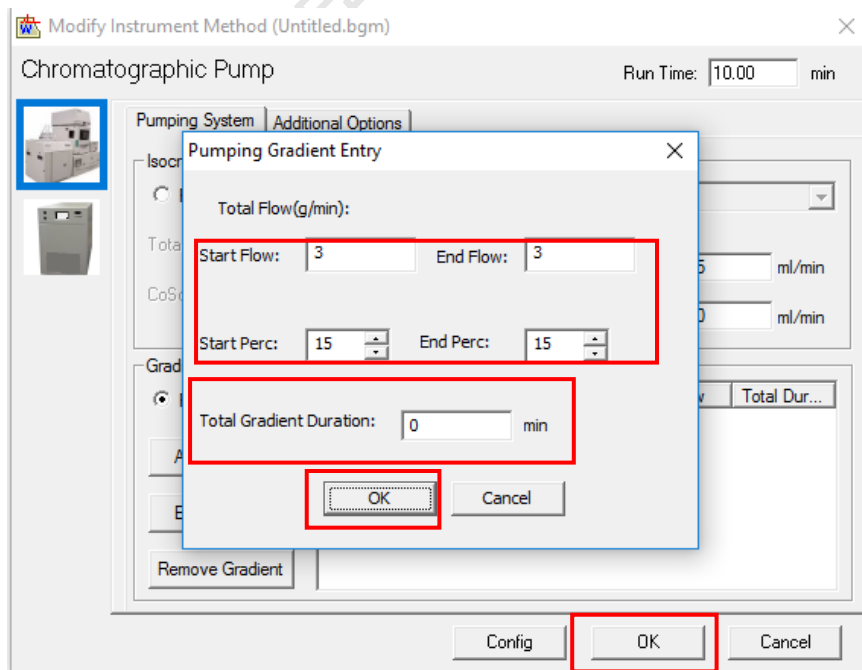 Modify Instrument Method (Untitled.bgm)
Chromatographic Pump
Run Time: 10.00 min
Pumping System Additional Options
Pumping Gradient Entry
Total Flow(g/min):
Start Flow: 3 End Flow: 3
ml/min
ml/min
Start Perc: 15 End Perc: 15
Total Dur...
Total Gradient Duration: 0 min
OK Cancel
Remove Gradient
Config OK Cancel